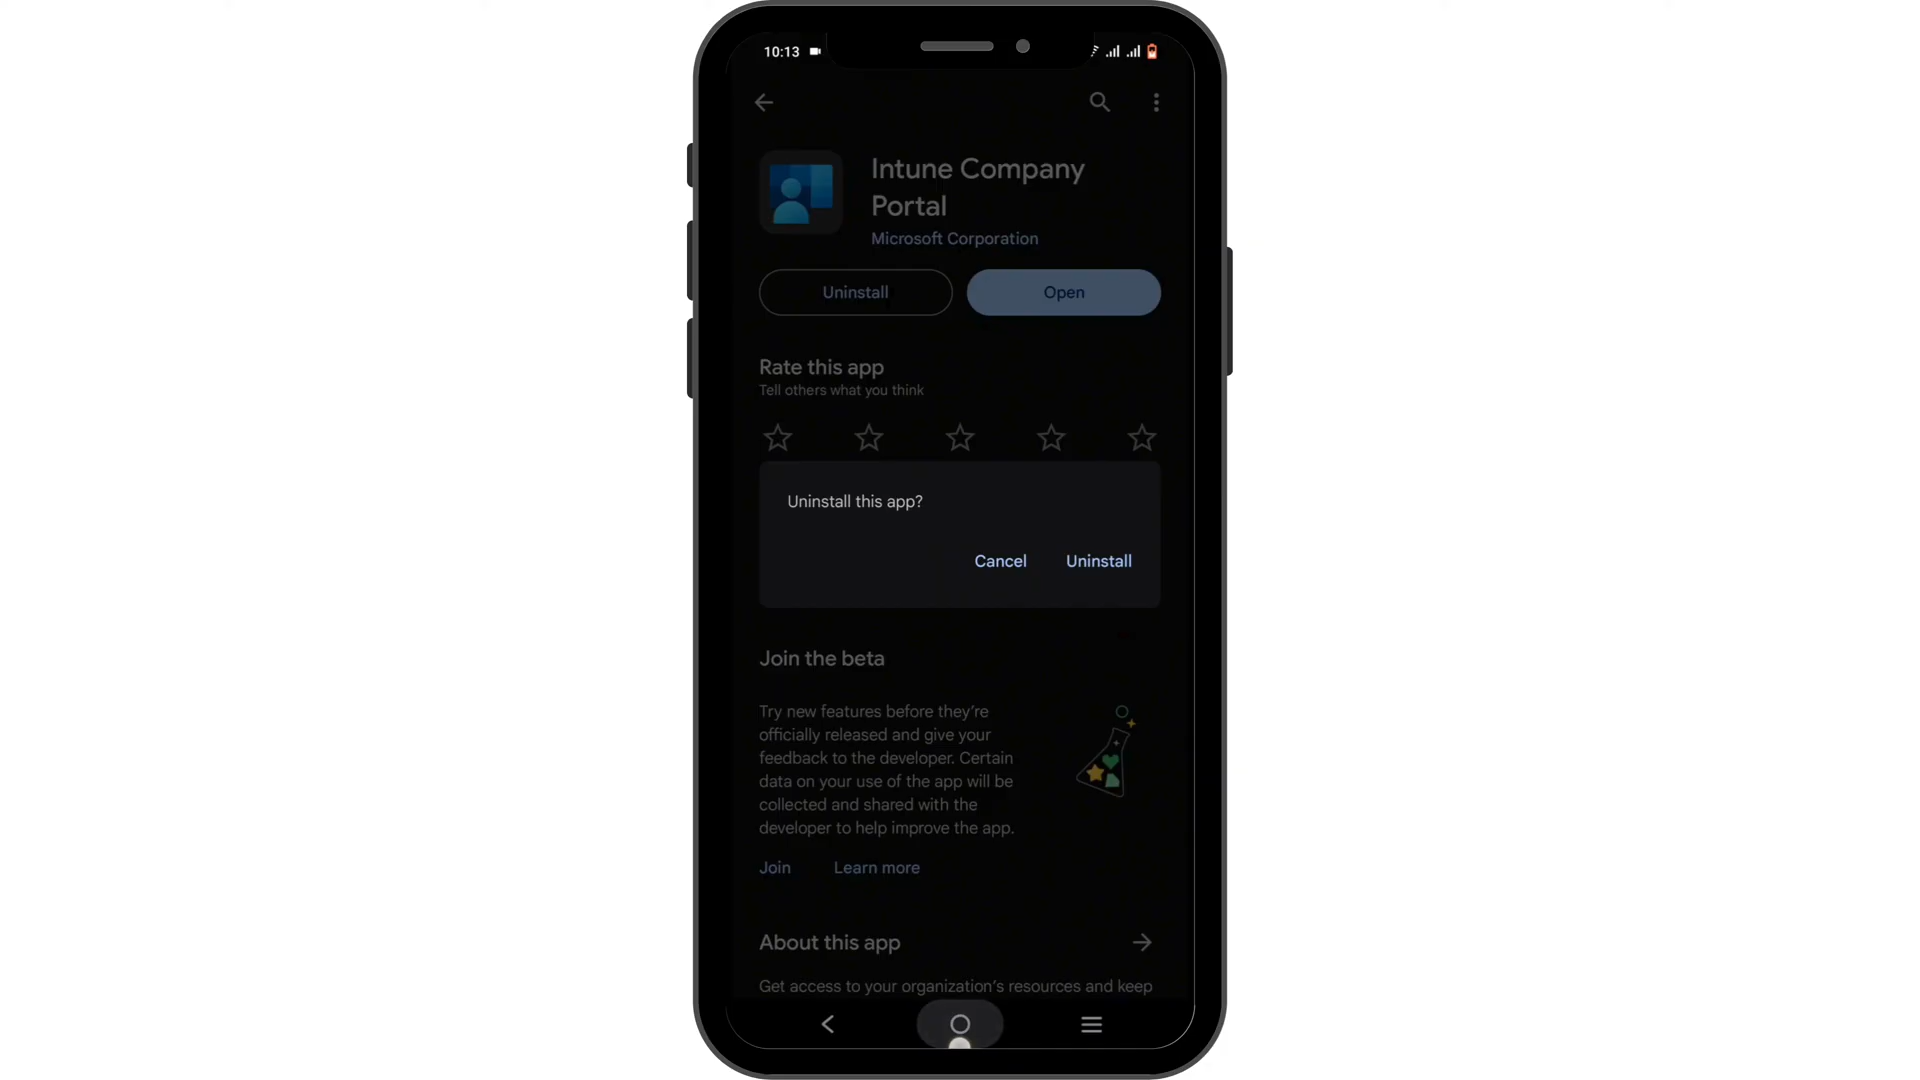 10:13
Intune Company
Portal
Microsoft Corporation
Uninstall
Open
Rate this app
Tell others what you think
Uninstall this app?
Cancel
Uninstall
Join the beta
Try new features before they're
officially released and give your
feedback to the developer. Certain
data on your use of the app will be
collected and shared with the
developer to help improve the app.
Join
Learn more
About this app
Get access to your organization's resources and keep